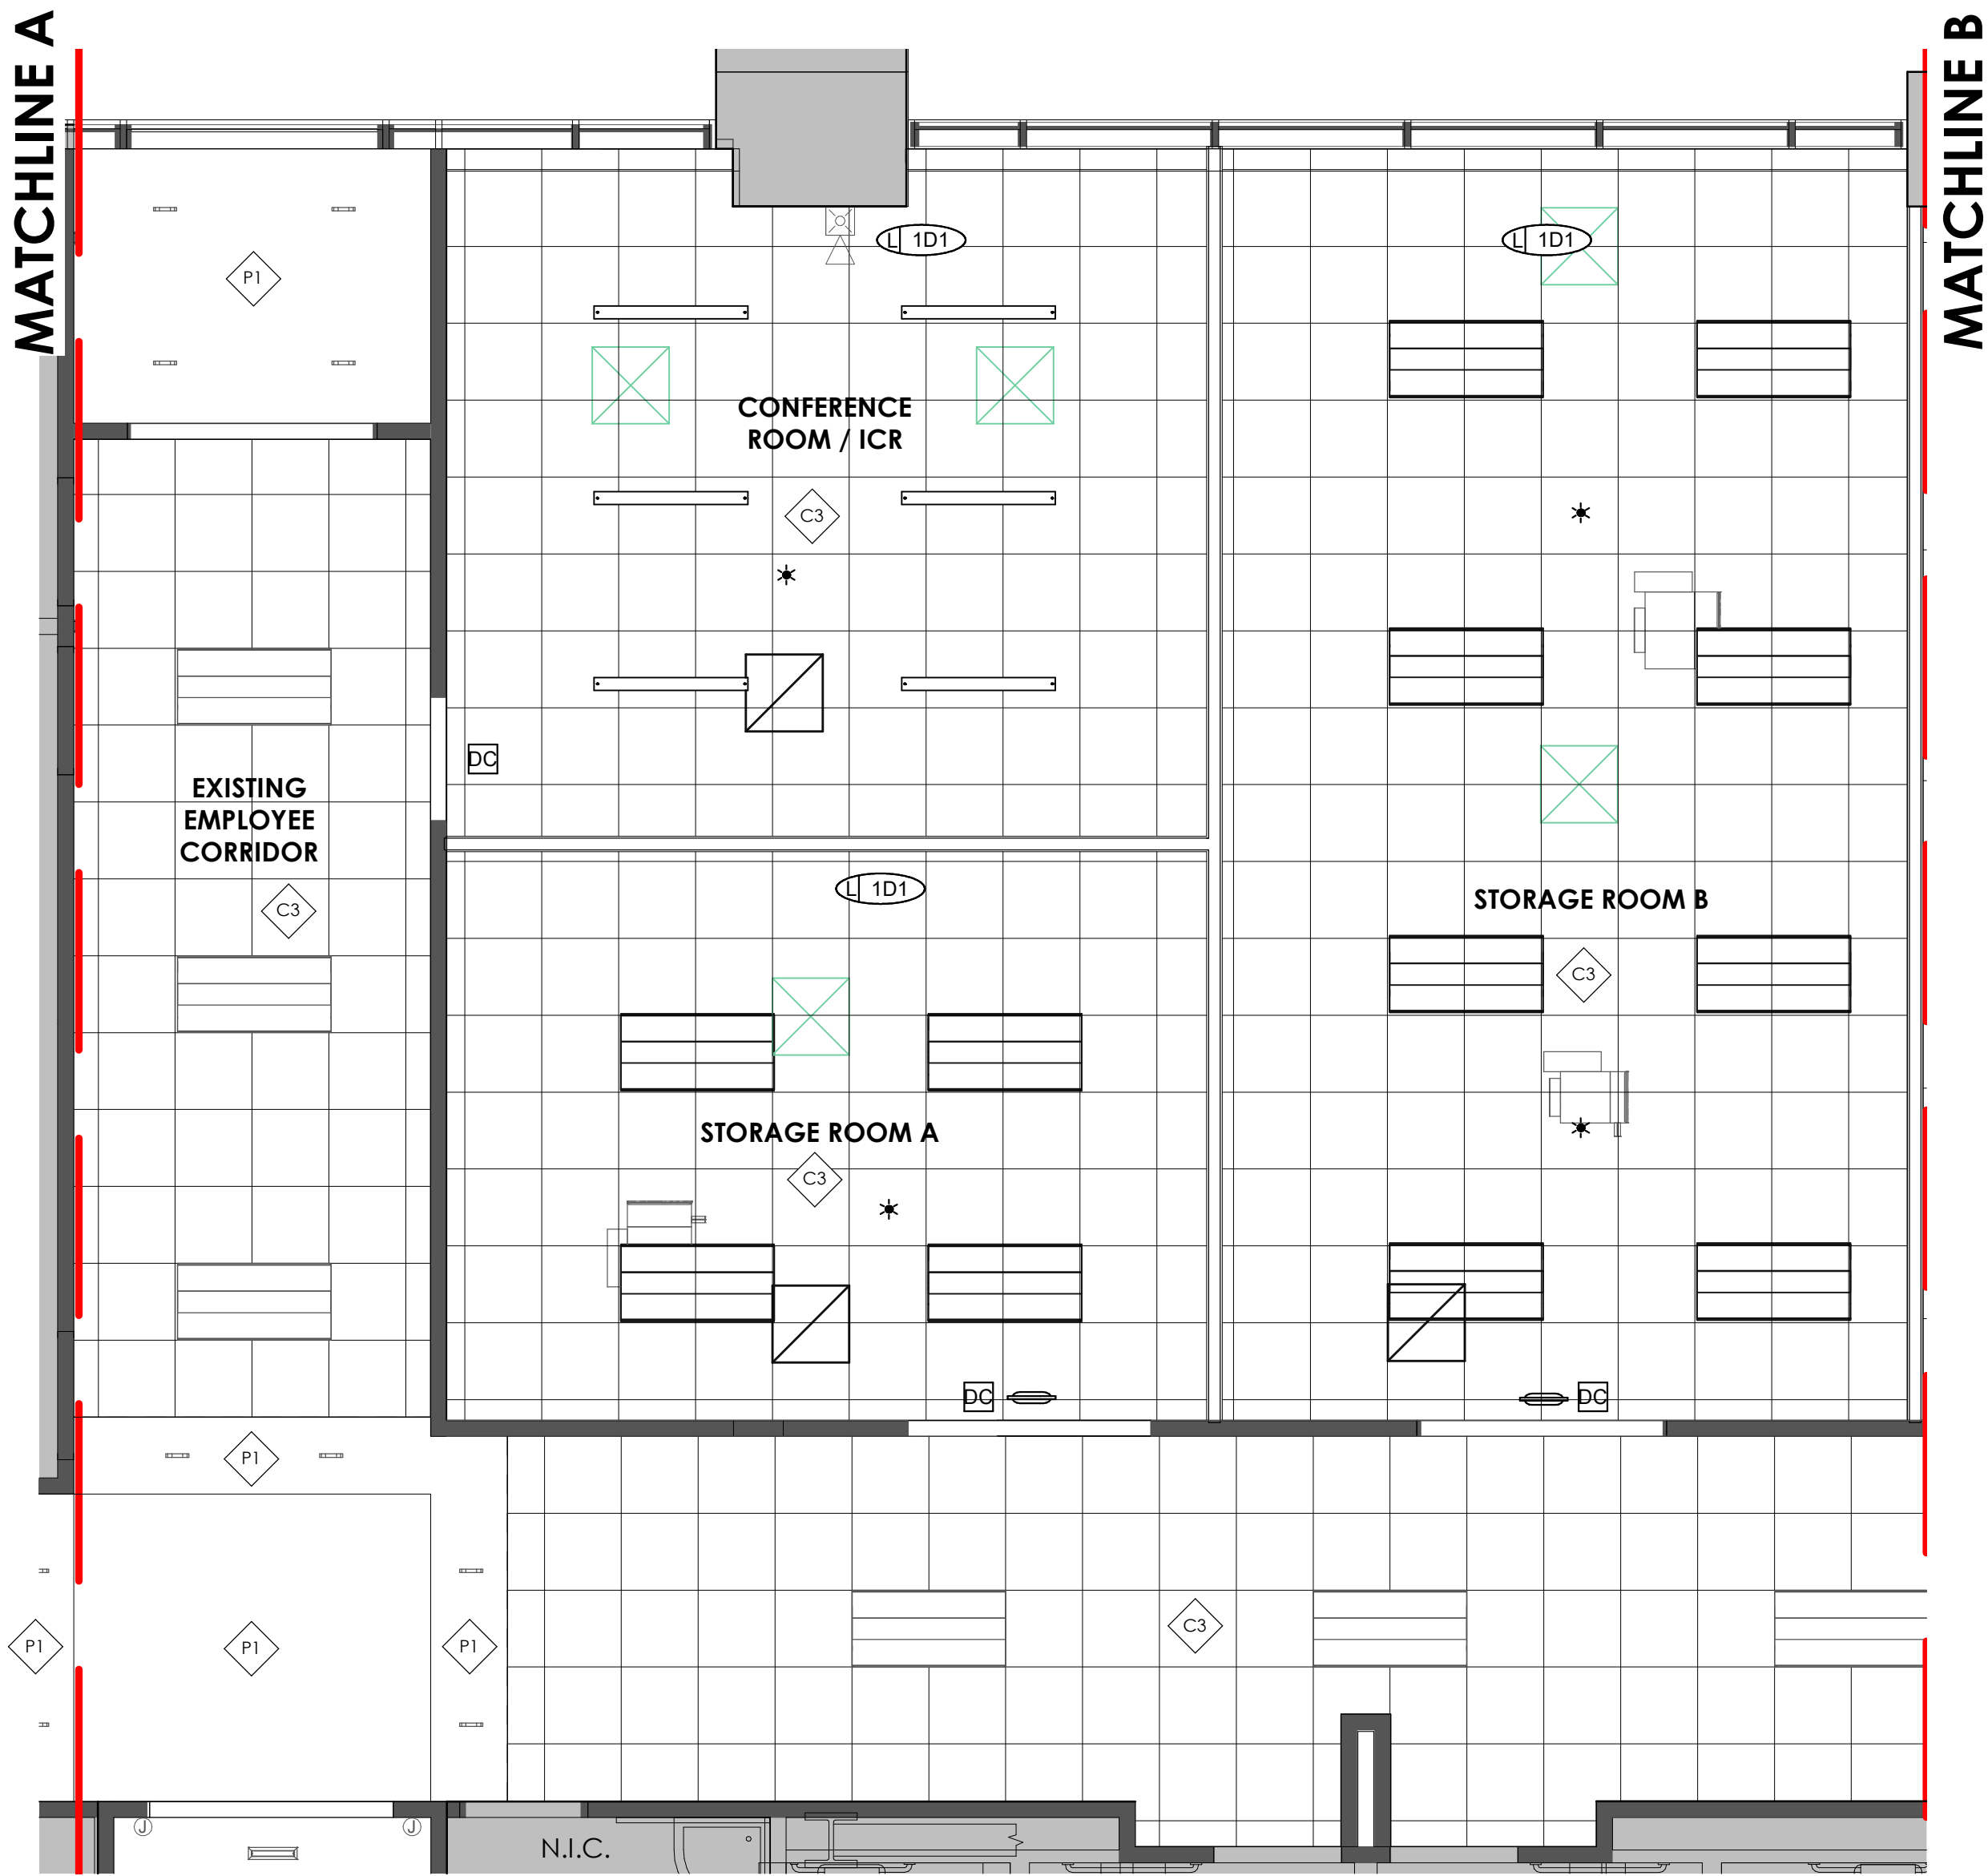 MATCHLINE A
MATCHLINE B
L 1D1
L 1D1
P1
CONFERENCE
ROOM / ICR
C3
DC
EXISTING
EMPLOYEE
CORRIDOR
C3
L 1D1
STORAGE ROOM B
C3
STORAGE ROOM A
C3
DC
DC
P1
C3
P1
P1
P1
J
J
N.I.C.